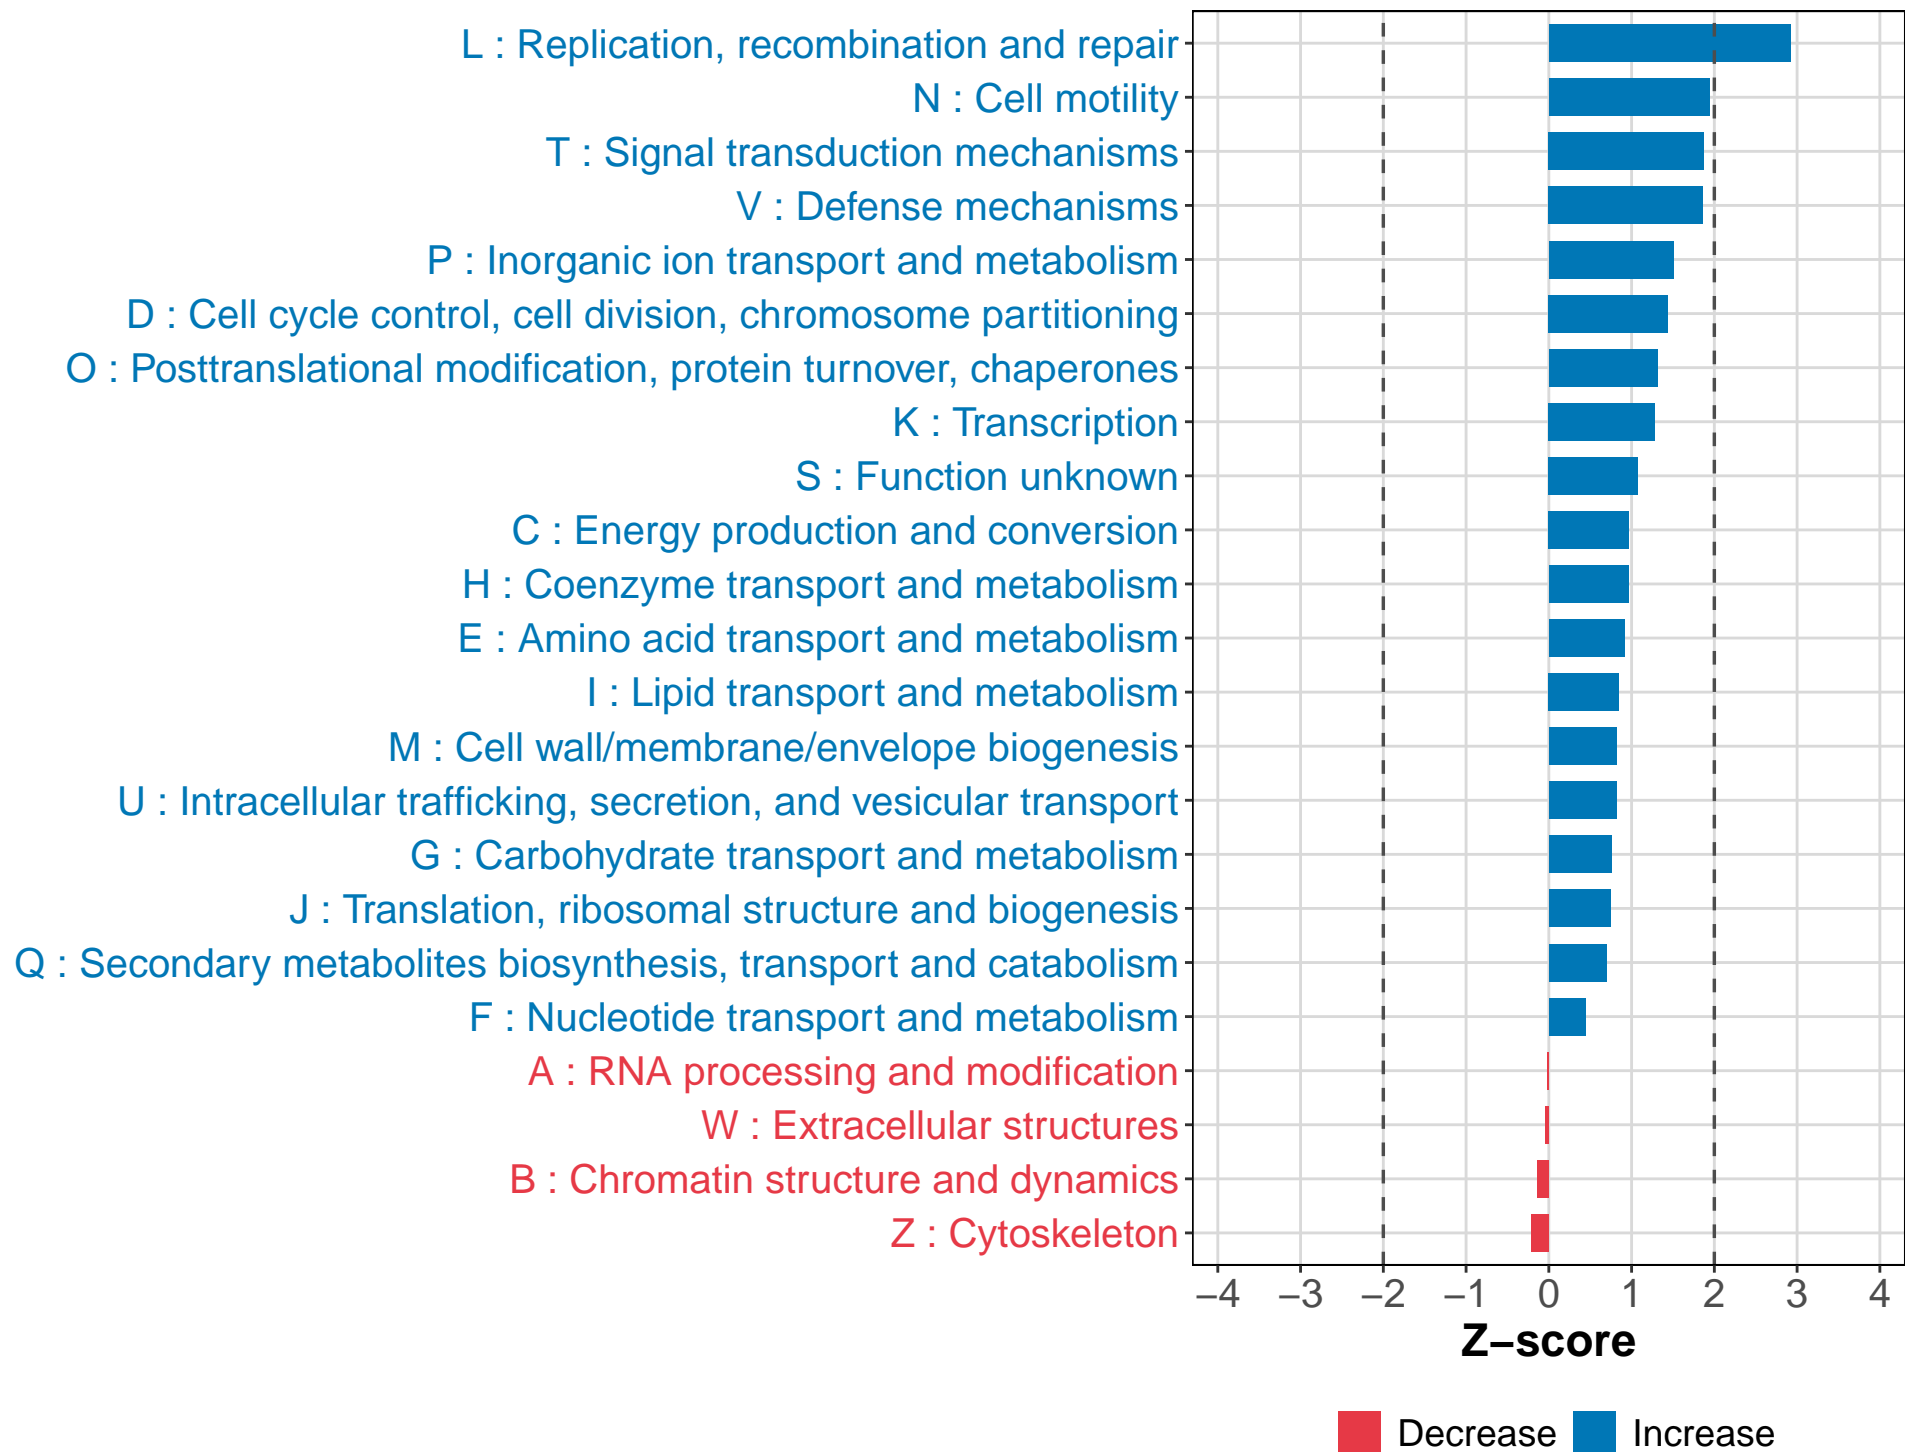 L : Replication, recombination and repair
N : Cell motility
T : Signal transduction mechanisms
V : Defense mechanisms
P : Inorganic ion transport and metabolism
D : Cell cycle control, cell division, chromosome partitioning
O : Posttranslational modification, protein turnover, chaperones
K : Transcription
S : Function unknown
C : Energy production and conversion
H : Coenzyme transport and metabolism
E : Amino acid transport and metabolism
I : Lipid transport and metabolism
M : Cell wall/membrane/envelope biogenesis
U : Intracellular trafficking, secretion, and vesicular transport
G : Carbohydrate transport and metabolism
J : Translation, ribosomal structure and biogenesis
Q : Secondary metabolites biosynthesis, transport and catabolism
F : Nucleotide transport and metabolism
A : RNA processing and modification
W : Extracellular structures
B : Chromatin structure and dynamics
Z : Cytoskeleton
−4 −3 −2 −1 0 1 2 3 4
Z−score
Decrease Increase